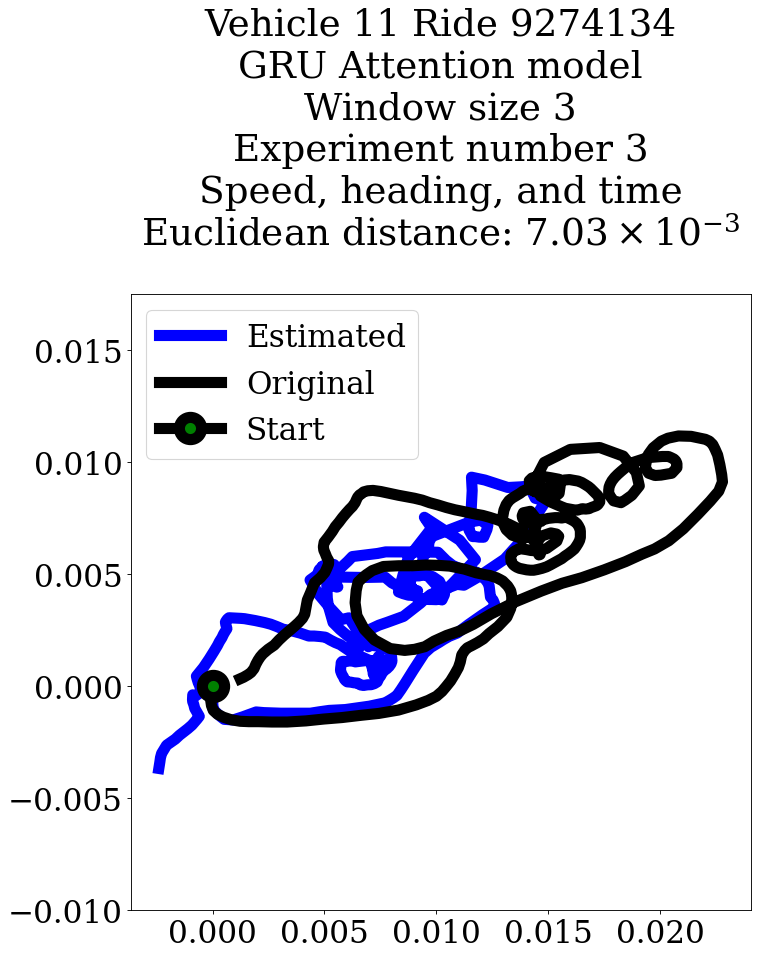 Vehicle 11 Ride 9274134
GRU Attention model
Window size 3
Experiment number 3
Speed, heading, and time
Euclidean distance: 7.03 × 10⁻³
Estimated
Original
Start
0.015
0.010
0.005
0.000
−0.005
−0.010
0.000 0.005 0.010 0.015 0.020